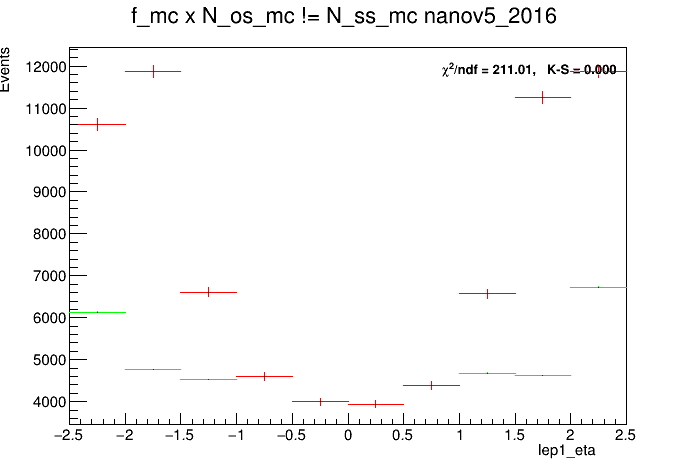 f_mc x N_os_mc != N_ss_mc nanov5_2016
Events
χ²/ndf = 211.01, K-S = 0.000
12000
11000
10000
9000
8000
7000
6000
5000
4000
−2.5 −2 −1.5 −1 −0.5 0 0.5 1 1.5 2 2.5
lep1_eta